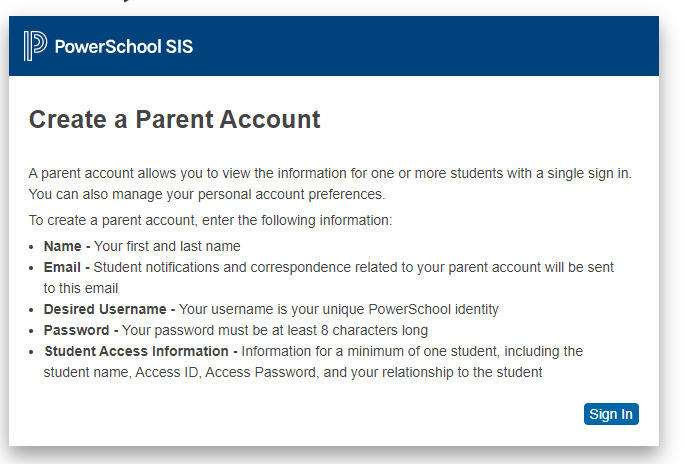 PowerSchool SIS
Create a Parent Account
A parent account allows you to view the information for one or more students with a single sign in.
You can also manage your personal account preferences.
To create a parent account, enter the following information:
• Name - Your first and last name
• Email - Student notifications and correspondence related to your parent account will be sent
to this email
• Desired Username - Your username is your unique PowerSchool identity
• Password - Your password must be at least 8 characters long
• Student Access Information - Information for a minimum of one student, including the
student name, Access ID, Access Password, and your relationship to the student
Sign In